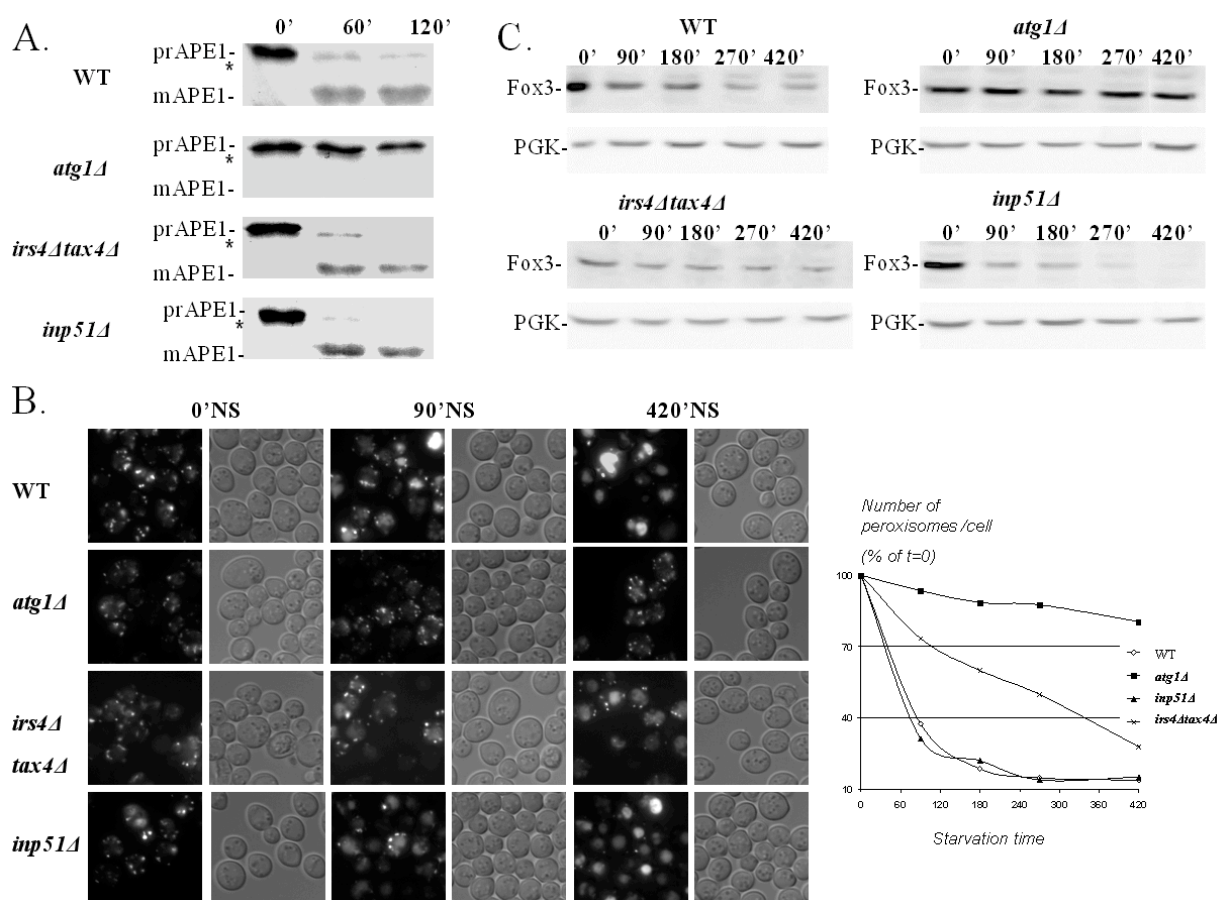 A.
0' 60' 120'
WT
prAPE1-
*
mAPE1-
atg1Δ
prAPE1-
*
mAPE1-
irs4Δtax4Δ
prAPE1-
*
mAPE1-
inp51Δ
prAPE1-
*
mAPE1-
C.
WT
0' 90' 180' 270' 420'
Fox3-
PGK-
atg1Δ
0' 90' 180' 270' 420'
Fox3-
PGK-
irs4Δtax4Δ
0' 90' 180' 270' 420'
Fox3-
PGK-
inp51Δ
0' 90' 180' 270' 420'
Fox3-
PGK-
B.
0'NS 90'NS 420'NS
WT
atg1Δ
irs4Δ
tax4Δ
inp51Δ
Number of
peroxisomes /cell
(% of t=0)
100
70
40
10
0 60 120 180 240 300 360 420
Starvation time
WT
atg1Δ
inp51Δ
irs4Δtax4Δ